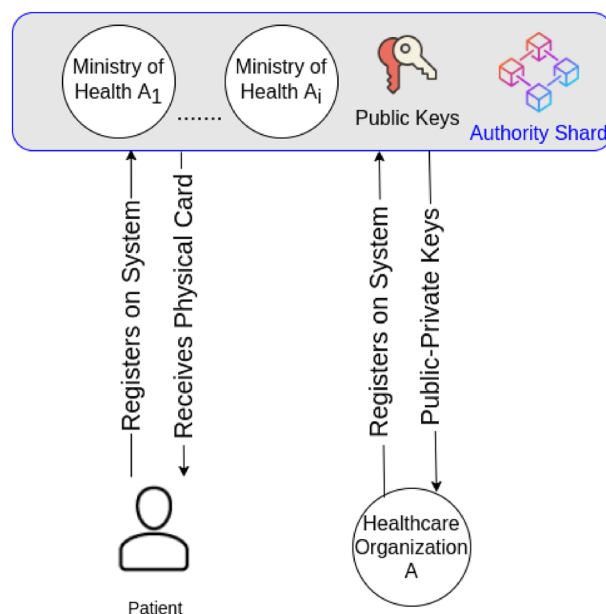 Ministry of
Health A1
.......
Ministry of
Health Ai
Public Keys
Authority Shard
Registers on System
Receives Physical Card
Registers on System
Public-Private Keys
Patient
Healthcare
Organization
A